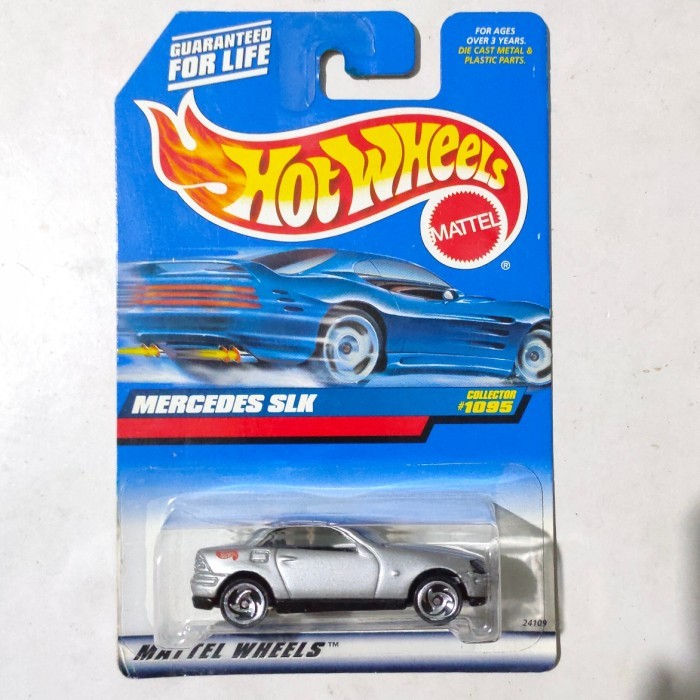 GUARANTEED
FOR LIFE
FOR AGES
OVER 3 YEARS.
DIE CAST METAL &
PLASTIC PARTS.
HOT WHEELS
MATTEL
®
MERCEDES SLK
COLLECTOR
#1095
24109
MATTEL WHEELS™